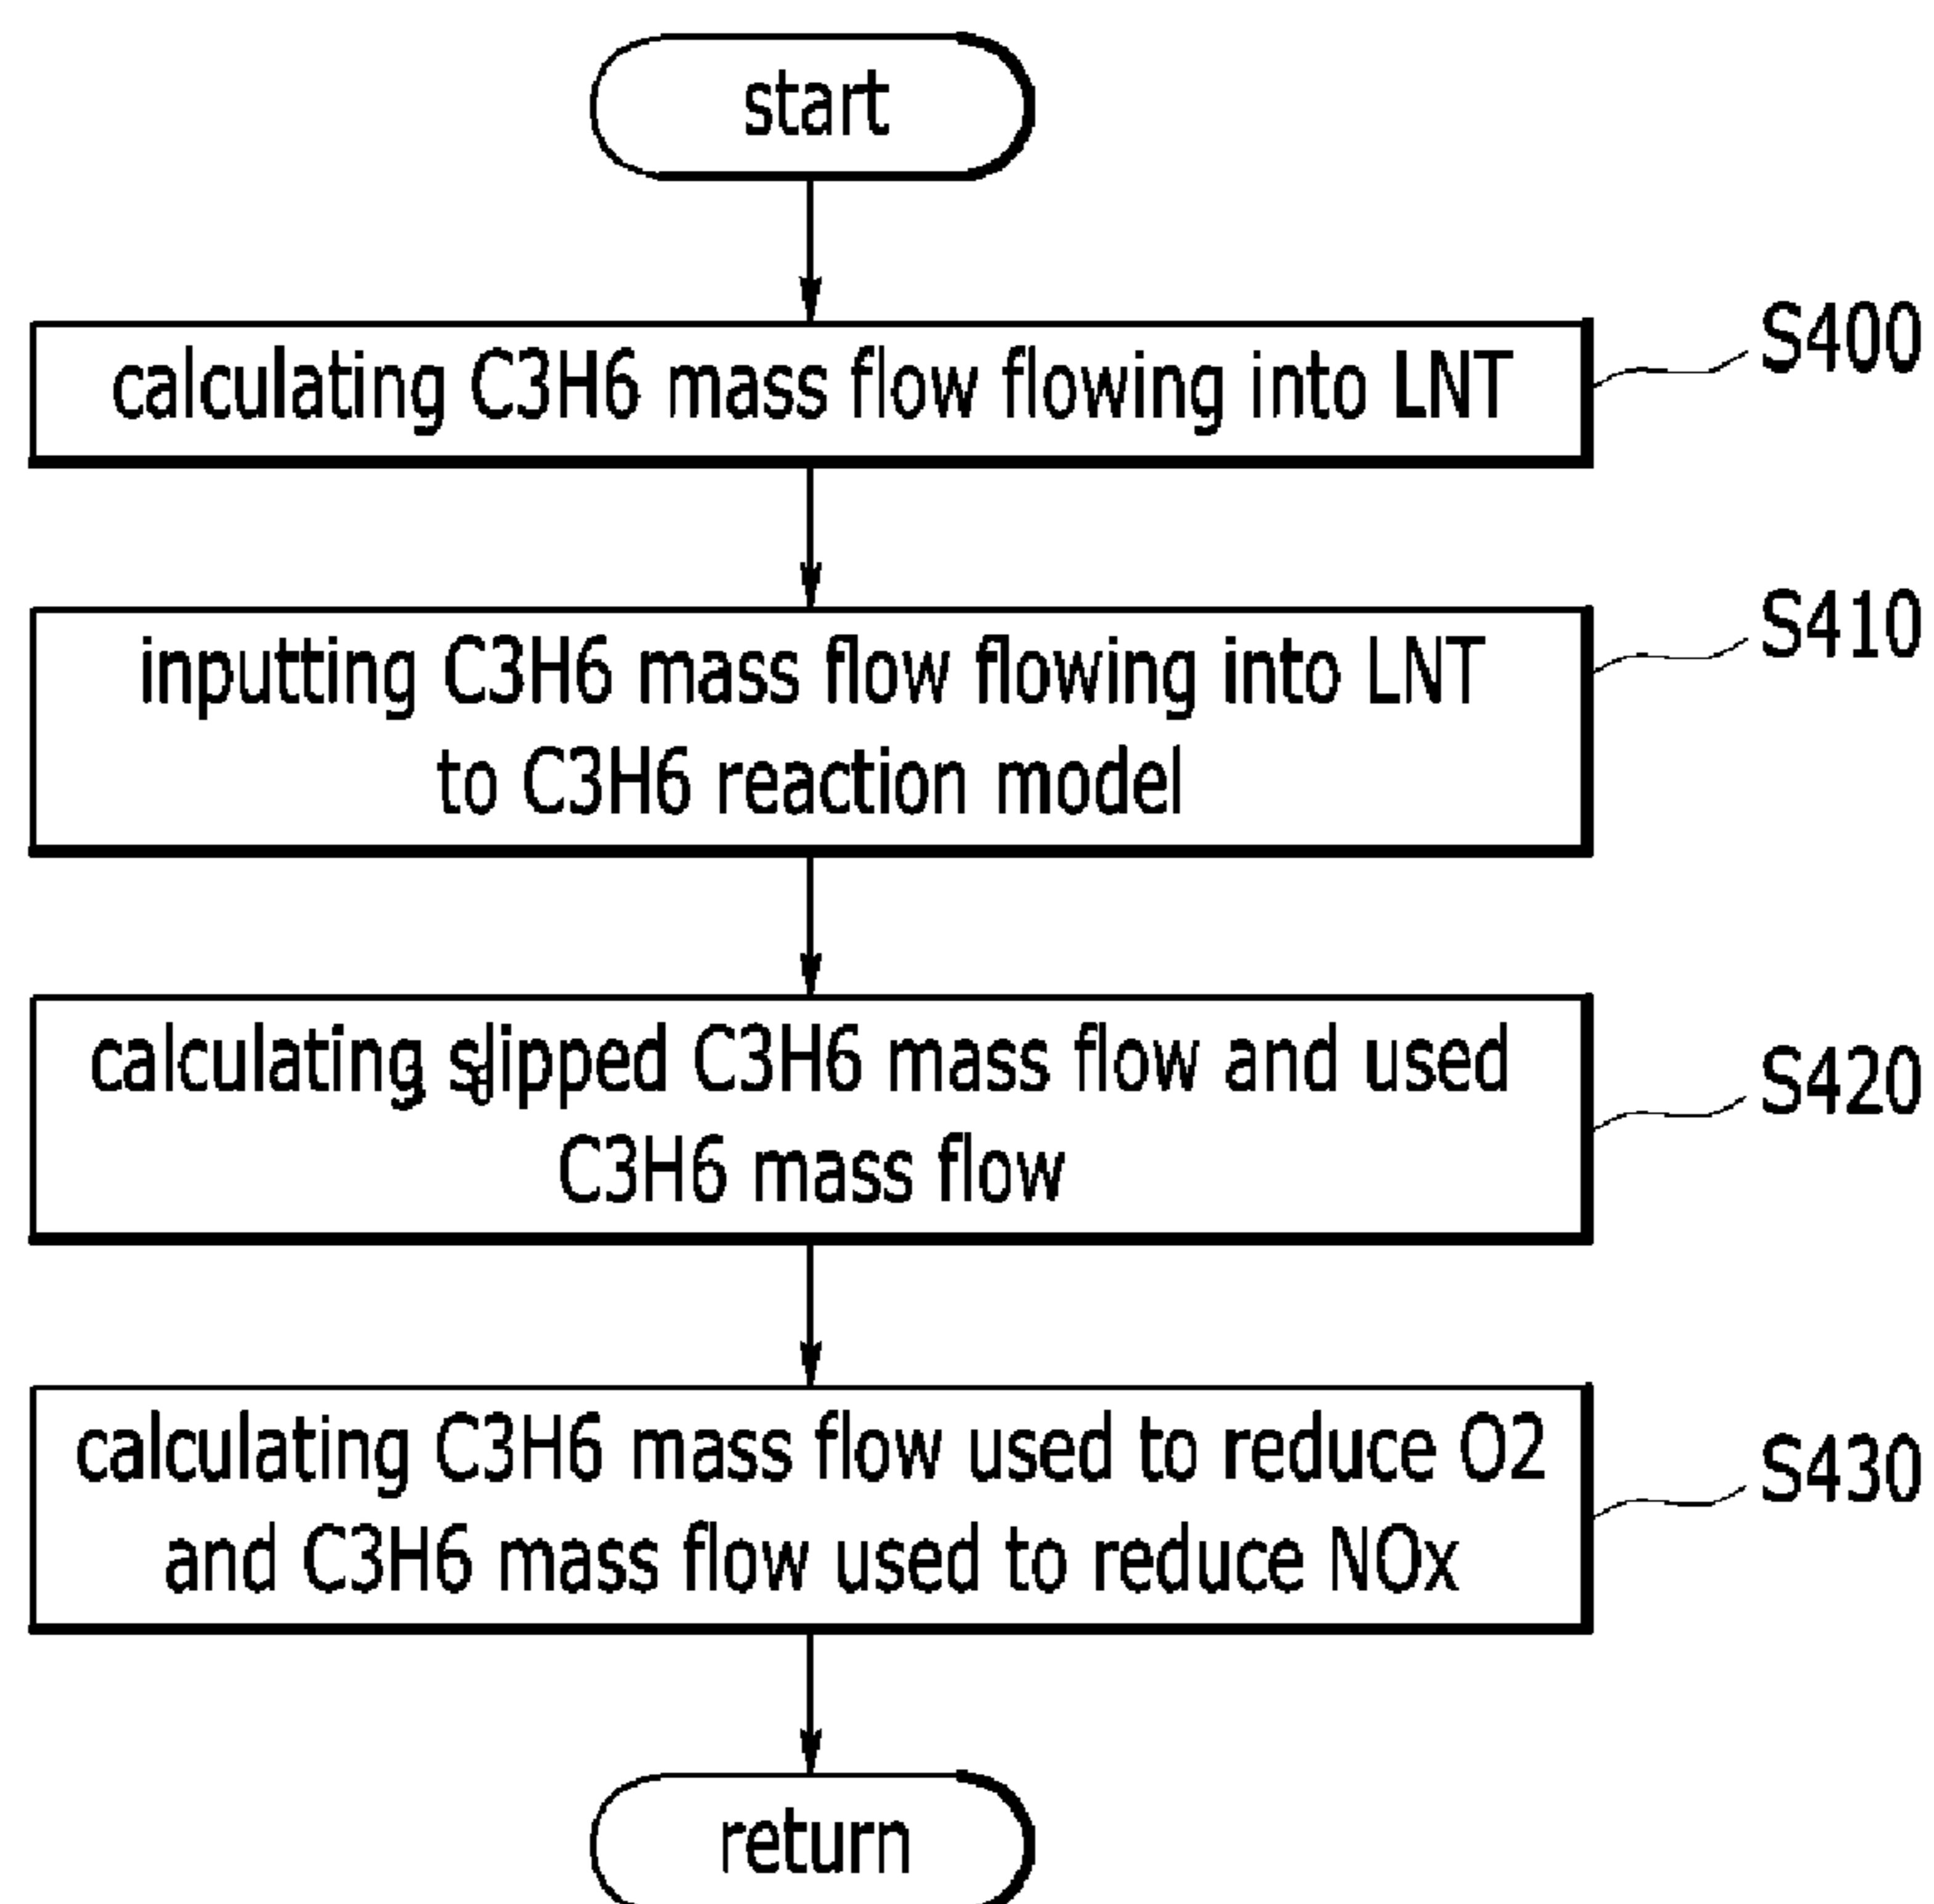 start
calculating C3H6 mass flow flowing into LNT
S400
inputting C3H6 mass flow flowing into LNT
to C3H6 reaction model
S410
calculating slipped C3H6 mass flow and used
C3H6 mass flow
S420
calculating C3H6 mass flow used to reduce O2
and C3H6 mass flow used to reduce NOx
S430
return